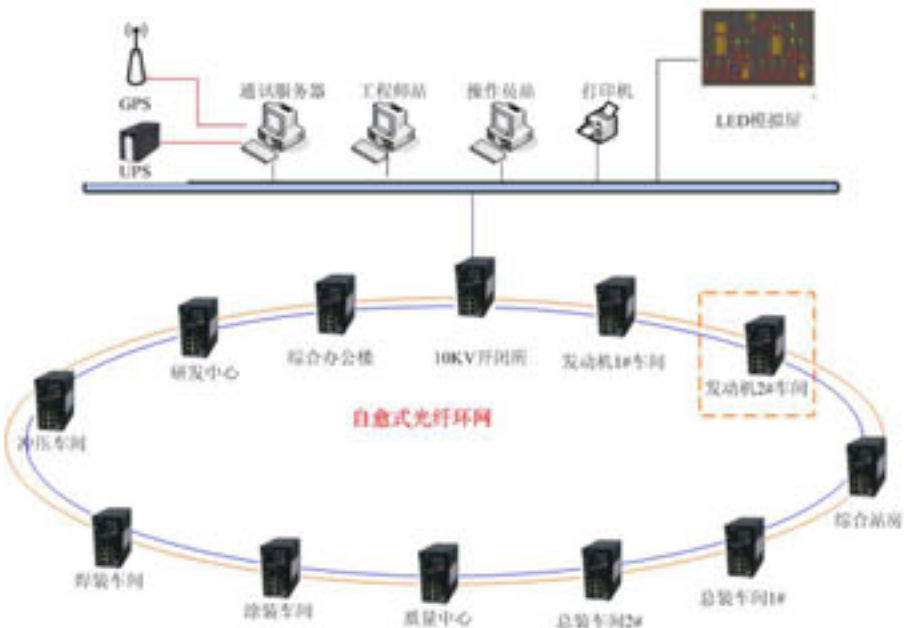 GPS
UPS
通试服务器
工程师站
操作员站
打印机
LED模拟屏
研发中心
综合办公楼
10KV开闭所
发动机1#车间
发动机2#车间
自愈式光纤环网
冲压车间
综合站房
焊装车间
涂装车间
质量中心
总装车间2#
总装车间1#